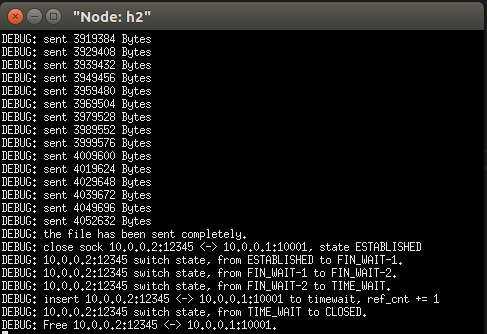 "Node: h2"
DEBUG: sent 3919384 Bytes
DEBUG: sent 3929408 Bytes
DEBUG: sent 3939432 Bytes
DEBUG: sent 3949456 Bytes
DEBUG: sent 3959480 Bytes
DEBUG: sent 3969504 Bytes
DEBUG: sent 3979528 Bytes
DEBUG: sent 3989552 Bytes
DEBUG: sent 3999576 Bytes
DEBUG: sent 4009600 Bytes
DEBUG: sent 4019624 Bytes
DEBUG: sent 4029648 Bytes
DEBUG: sent 4039672 Bytes
DEBUG: sent 4049696 Bytes
DEBUG: sent 4052632 Bytes
DEBUG: the file has been sent completely.
DEBUG: close sock 10.0.0.2:12345 <-> 10.0.0.1:10001, state ESTABLISHED
DEBUG: 10.0.0.2:12345 switch state, from ESTABLISHED to FIN_WAIT-1.
DEBUG: 10.0.0.2:12345 switch state, from FIN_WAIT-1 to FIN_WAIT-2.
DEBUG: 10.0.0.2:12345 switch state, from FIN_WAIT-2 to TIME_WAIT.
DEBUG: insert 10.0.0.2:12345 <-> 10.0.0.1:10001 to timewait, ref_cnt += 1
DEBUG: 10.0.0.2:12345 switch state, from TIME_WAIT to CLOSED.
DEBUG: Free 10.0.0.2:12345 <-> 10.0.0.1:10001.